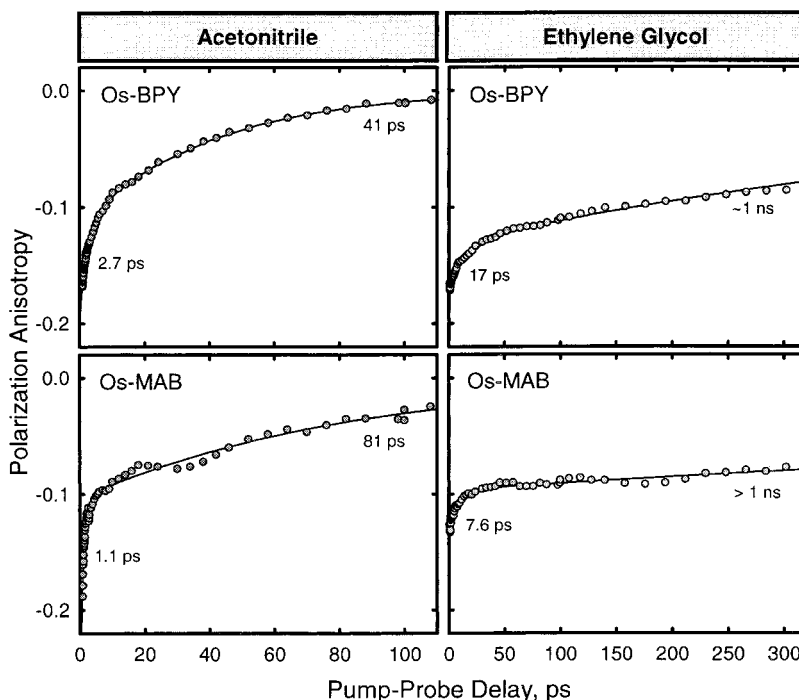 Acetonitrile
Ethylene Glycol
Polarization Anisotropy
0.0
-0.1
-0.2
Os-BPY
41 ps
2.7 ps
Os-BPY
~1 ns
17 ps
0.0
-0.1
-0.2
Os-MAB
81 ps
1.1 ps
Os-MAB
> 1 ns
7.6 ps
0 20 40 60 80 100
0 50 100 150 200 250 300
Pump-Probe Delay, ps